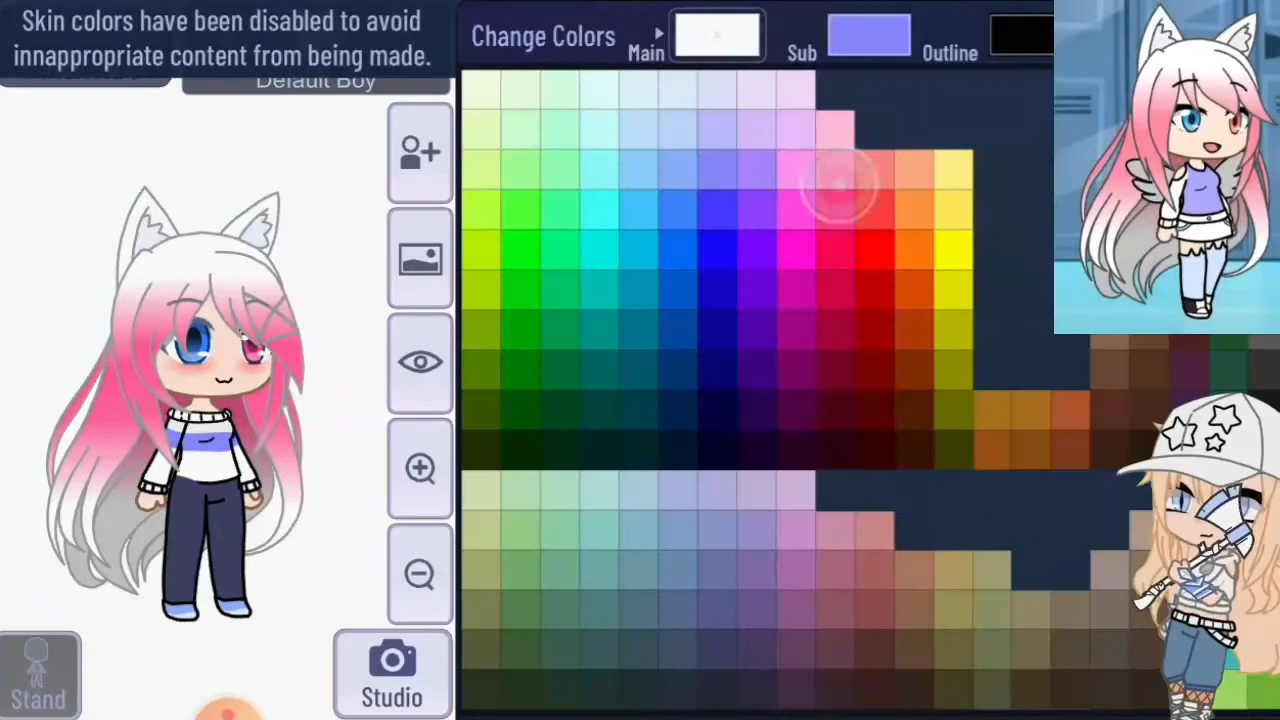 Skin colors have been disabled to avoid
innappropriate content from being made.
Default Boy
Change Colors
Main
Sub
Outline
Stand
Studio